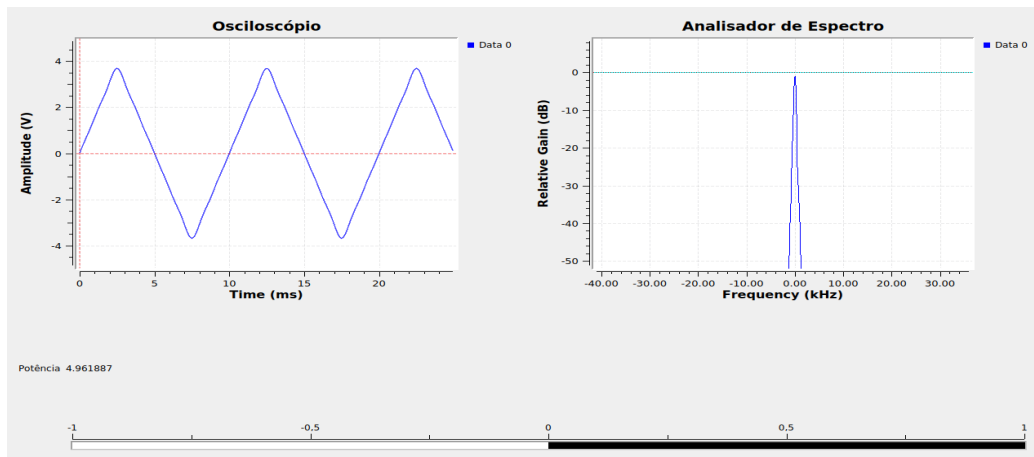 Osciloscópio
Data 0
Amplitude (V)
4
2
0
-2
-4
0 5 10 15 20
Time (ms)
Analisador de Espectro
Data 0
Relative Gain (dB)
0
-10
-20
-30
-40
-50
-40.00 -30.00 -20.00 -10.00 0.00 10.00 20.00 30.00
Frequency (kHz)
Potência 4.961887
-1 -0.5 0 0.5 1